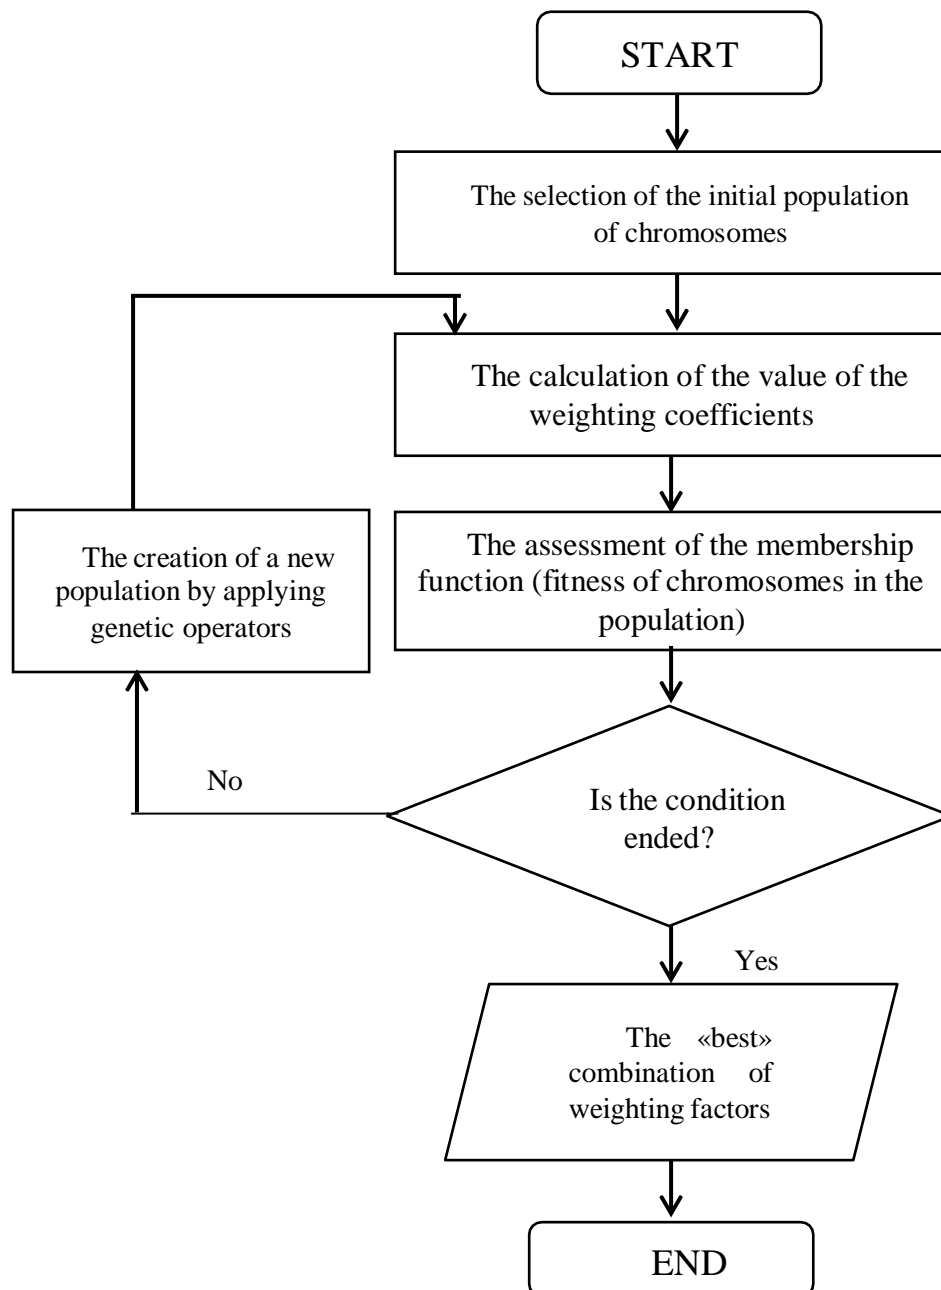 START
The selection of the initial population
of chromosomes
The calculation of the value of the
weighting coefficients
The creation of a new
population by applying
genetic operators
The assessment of the membership
function (fitness of chromosomes in the
population)
No
Is the condition
ended?
Yes
The «best»
combination of
weighting factors
END